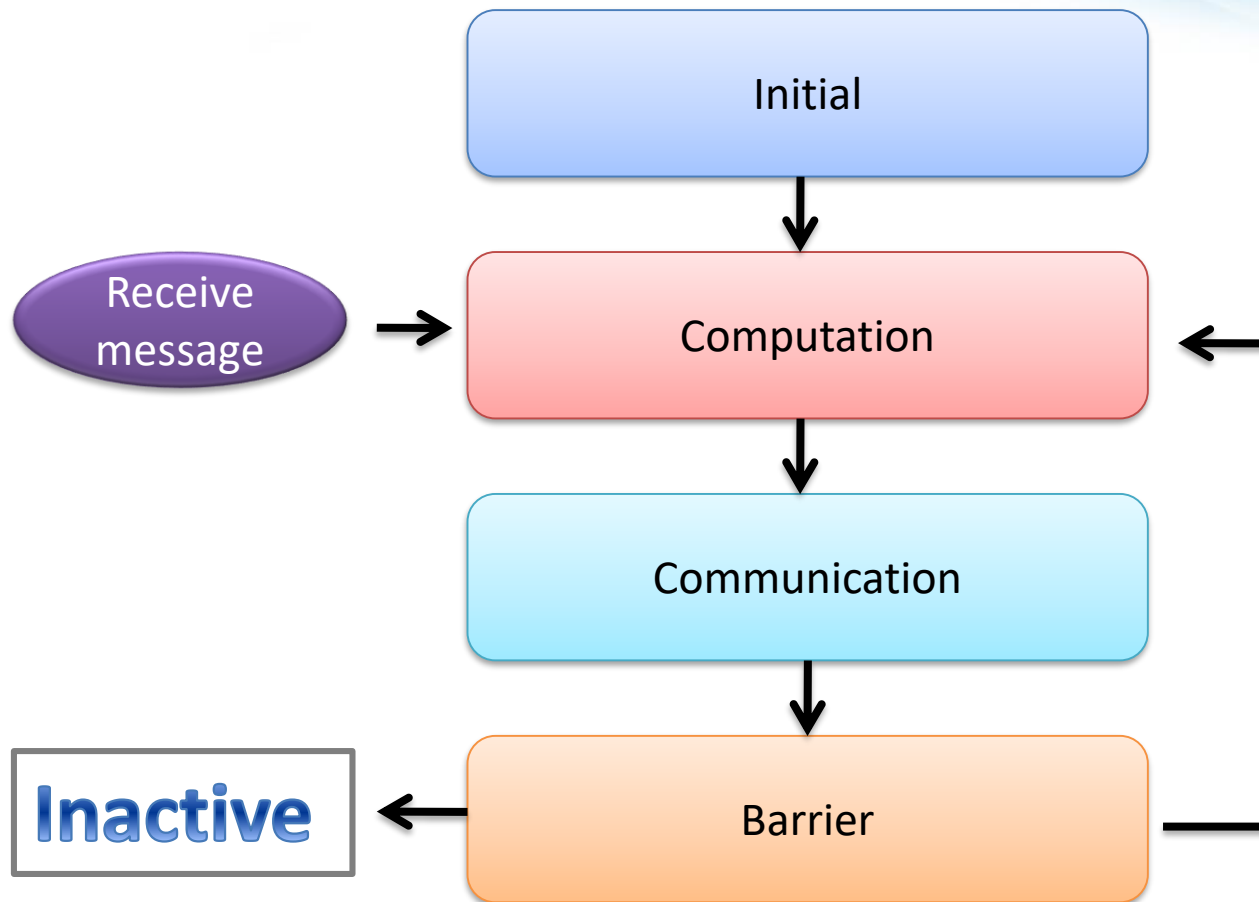 Initial
Receive
message
Computation
Communication
Inactive
Barrier